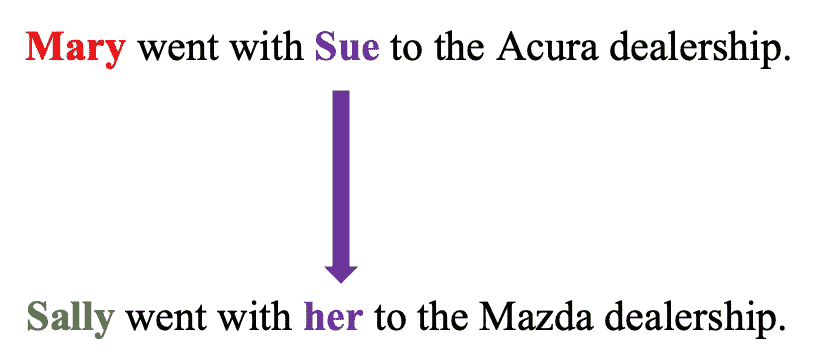 Mary went with Sue to the Acura dealership.
Sally went with her to the Mazda dealership.